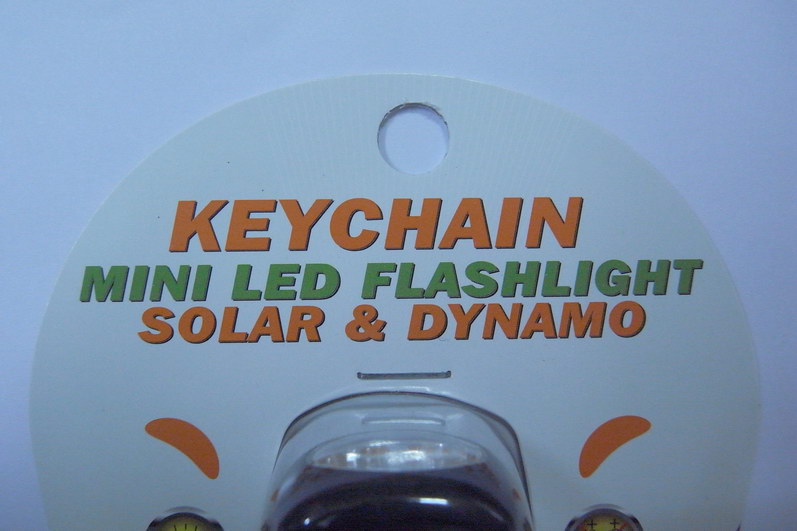 KEYCHAIN
MINI LED FLASHLIGHT
SOLAR & DYNAMO